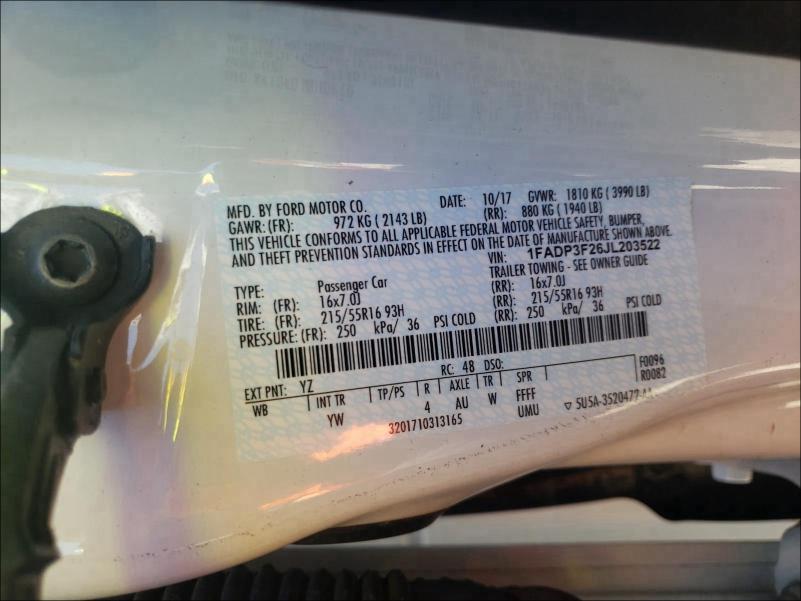 MFD. BY FORD MOTOR CO. DATE: 10/17 GVWR: 1810 KG ( 3990 LB)
GAWR: (FR): 972 KG ( 2143 LB) (RR): 880 KG ( 1940 LB)
THIS VEHICLE CONFORMS TO ALL APPLICABLE FEDERAL MOTOR VEHICLE SAFETY, BUMPER,
AND THEFT PREVENTION STANDARDS IN EFFECT ON THE DATE OF MANUFACTURE SHOWN ABOVE.
VIN: 1FADP3F26JL203522
TYPE: Passenger Car TRAILER TOWING - SEE OWNER GUIDE
RIM: (FR): 16x7.0J (RR): 16x7.0J
TIRE: (FR): 215/55R16 93H (RR): 215/55R16 93H
PRESSURE: (FR): 250 kPa/ 36 PSI COLD (RR): 250 kPa/ 36 PSI COLD
EXT PNT: YZ RC: 48 DSO: F0096
WB INT TR TP/PS R AXLE TR SPR R0082
YW 4 AU W FFFF
UMU
3201710313165 ▽ 5U5A-3520472-